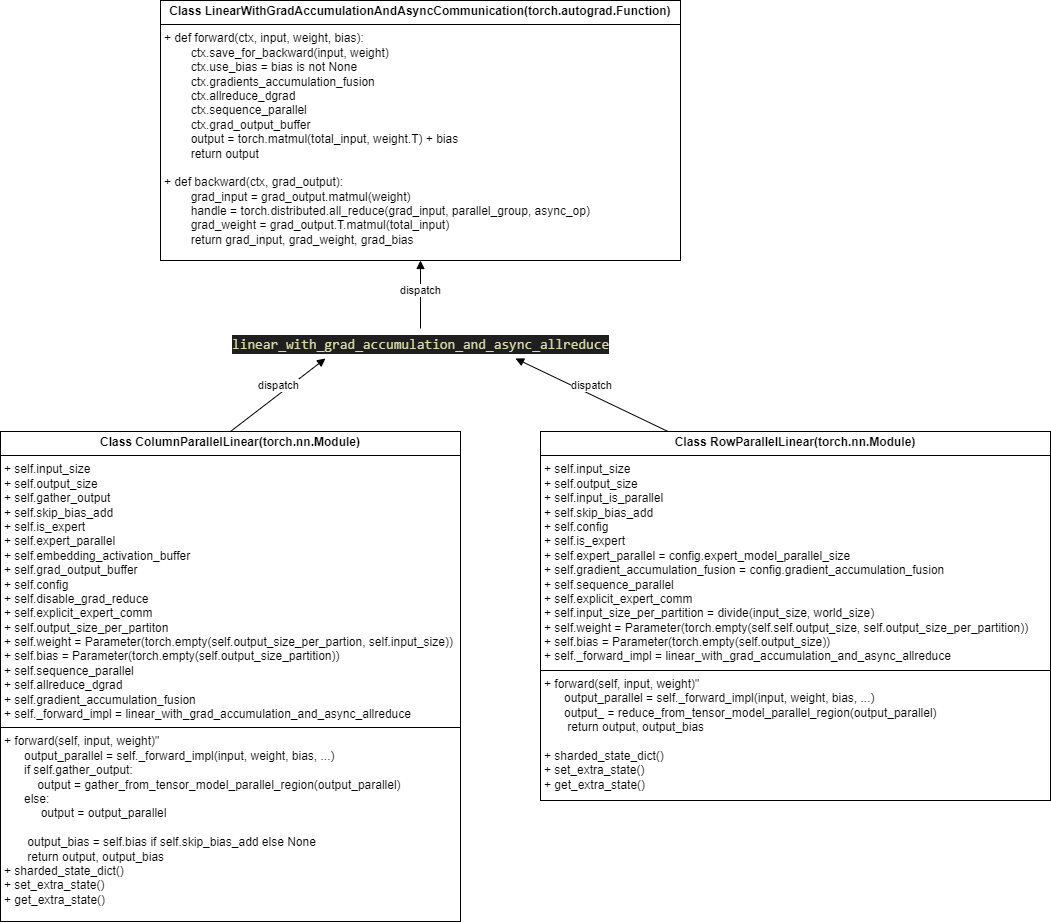 Class LinearWithGradAccumulationAndAsyncCommunication(torch.autograd.Function)
+ def forward(ctx, input, weight, bias):
ctx.save_for_backward(input, weight)
ctx.use_bias = bias is not None
ctx.gradients_accumulation_fusion
ctx.allreduce_dgrad
ctx.sequence_parallel
ctx.grad_output_buffer
output = torch.matmul(total_input, weight.T) + bias
return output
+ def backward(ctx, grad_output):
grad_input = grad_output.matmul(weight)
handle = torch.distributed.all_reduce(grad_input, parallel_group, async_op)
grad_weight = grad_output.T.matmul(total_input)
return grad_input, grad_weight, grad_bias
dispatch
linear_with_grad_accumulation_and_async_allreduce
dispatch
dispatch
Class ColumnParallelLinear(torch.nn.Module)
+ self.input_size
+ self.output_size
+ self.gather_output
+ self.skip_bias_add
+ self.is_expert
+ self.expert_parallel
+ self.embedding_activation_buffer
+ self.grad_output_buffer
+ self.config
+ self.disable_grad_reduce
+ self.explicit_expert_comm
+ self.output_size_per_partiton
+ self.weight = Parameter(torch.empty(self.output_size_per_partion, self.input_size))
+ self.bias = Parameter(torch.empty(self.output_size_partition))
+ self.sequence_parallel
+ self.allreduce_dgrad
+ self.gradient_accumulation_fusion
+ self._forward_impl = linear_with_grad_accumulation_and_async_allreduce
+ forward(self, input, weight)"
output_parallel = self._forward_impl(input, weight, bias, ...)
if self.gather_output:
output = gather_from_tensor_model_parallel_region(output_parallel)
else:
output = output_parallel
output_bias = self.bias if self.skip_bias_add else None
return output, output_bias
+ sharded_state_dict()
+ set_extra_state()
+ get_extra_state()
Class RowParallelLinear(torch.nn.Module)
+ self.input_size
+ self.output_size
+ self.input_is_parallel
+ self.skip_bias_add
+ self.config
+ self.is_expert
+ self.expert_parallel = config.expert_model_parallel_size
+ self.gradient_accumulation_fusion = config.gradient_accumulation_fusion
+ self.sequence_parallel
+ self.explicit_expert_comm
+ self.input_size_per_partition = divide(input_size, world_size)
+ self.weight = Parameter(torch.empty(self.self.output_size, self.output_size_per_partition))
+ self.bias = Parameter(torch.empty(self.output_size))
+ self._forward_impl = linear_with_grad_accumulation_and_async_allreduce
+ forward(self, input, weight)"
output_parallel = self._forward_impl(input, weight, bias, ...)
output_ = reduce_from_tensor_model_parallel_region(output_parallel)
return output, output_bias
+ sharded_state_dict()
+ set_extra_state()
+ get_extra_state()